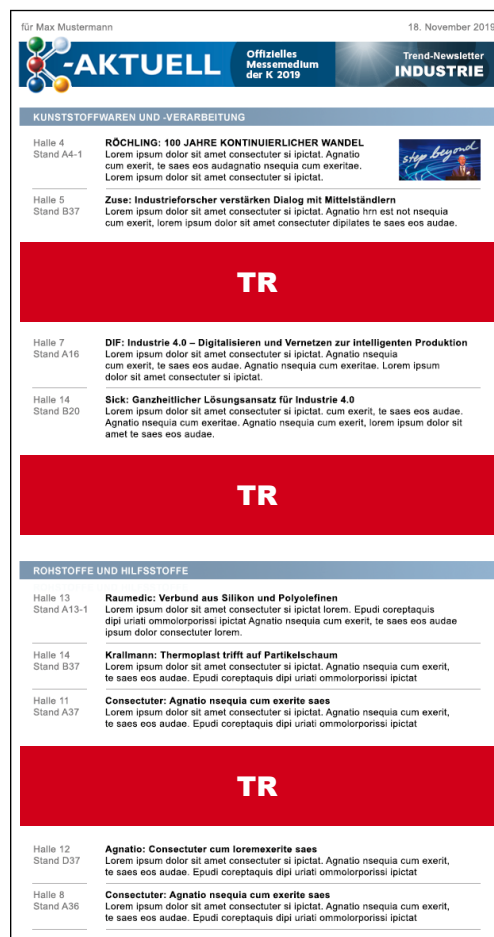 für Max Mustermann
18. November 2019
K-AKTUELL
Offizielles
Messemedium
der K 2019
Trend-Newsletter
INDUSTRIE
KUNSTSTOFFWAREN UND -VERARBEITUNG
Halle 4
Stand A4-1
RÖCHLING: 100 JAHRE KONTINUIERLICHER WANDEL
Lorem ipsum dolor sit amet consectuter si ipictat. Agnatio
cum exerit, te saes eos audagnatio nsequia cum exeritae.
Lorem ipsum dolor sit amet consectuter si ipictat.
step beyond
Halle 5
Stand B37
Zuse: Industrieforscher verstärken Dialog mit Mittelständlern
Lorem ipsum dolor sit amet consectuter si ipictat. Agnatio hrn est not nsequia
cum exerit, lorem ipsum dolor sit amet consectuter dipilates te saes eos audae.
TR
Halle 7
Stand A16
DIF: Industrie 4.0 – Digitalisieren und Vernetzen zur intelligenten Produktion
Lorem ipsum dolor sit amet consectuter si ipictat. Agnatio nsequia
cum exerit, te saes eos audae. Agnatio nsequia cum exeritae. Lorem ipsum
dolor sit amet consectuter si ipictat.
Halle 14
Stand B20
Sick: Ganzheitlicher Lösungsansatz für Industrie 4.0
Lorem ipsum dolor sit amet consectuter si ipictat. cum exerit, te saes eos audae.
Agnatio nsequia cum exeritae. Agnatio nsequia cum exerit, lorem ipsum dolor sit
amet te saes eos audae.
TR
ROHSTOFFE UND HILFSSTOFFE
Halle 13
Stand A13-1
Raumedic: Verbund aus Silikon und Polyolefinen
Lorem ipsum dolor sit amet consectuter si ipictat lorem. Epudi coreptaquis
dipi uriati ommolorporissi ipictat Agnatio nsequia cum exerit, te saes eos audae
ipsum dolor consectuter lorem.
Halle 14
Stand B37
Krallmann: Thermoplast trifft auf Partikelschaum
Lorem ipsum dolor sit amet consectuter si ipictat. Agnatio nsequia cum exerit,
te saes eos audae. Epudi coreptaquis dipi uriati ommolorporissi ipictat
Halle 11
Stand A37
Consectuter: Agnatio nsequia cum exerite saes
Lorem ipsum dolor sit amet consectuter si ipictat. Agnatio nsequia cum exerit,
te saes eos audae. Epudi coreptaquis dipi uriati ommolorporissi ipictat
TR
Halle 12
Stand D37
Agnatio: Consectuter cum loremexerite saes
Lorem ipsum dolor sit amet consectuter si ipictat. Agnatio nsequia cum exerit,
te saes eos audae. Epudi coreptaquis dipi uriati ommolorporissi ipictat
Halle 8
Stand A36
Consectuter: Agnatio nsequia cum exerite saes
Lorem ipsum dolor sit amet consectuter si ipictat. Agnatio nsequia cum exerit,
te saes eos audae. Epudi coreptaquis dipi uriati ommolorporissi ipictat